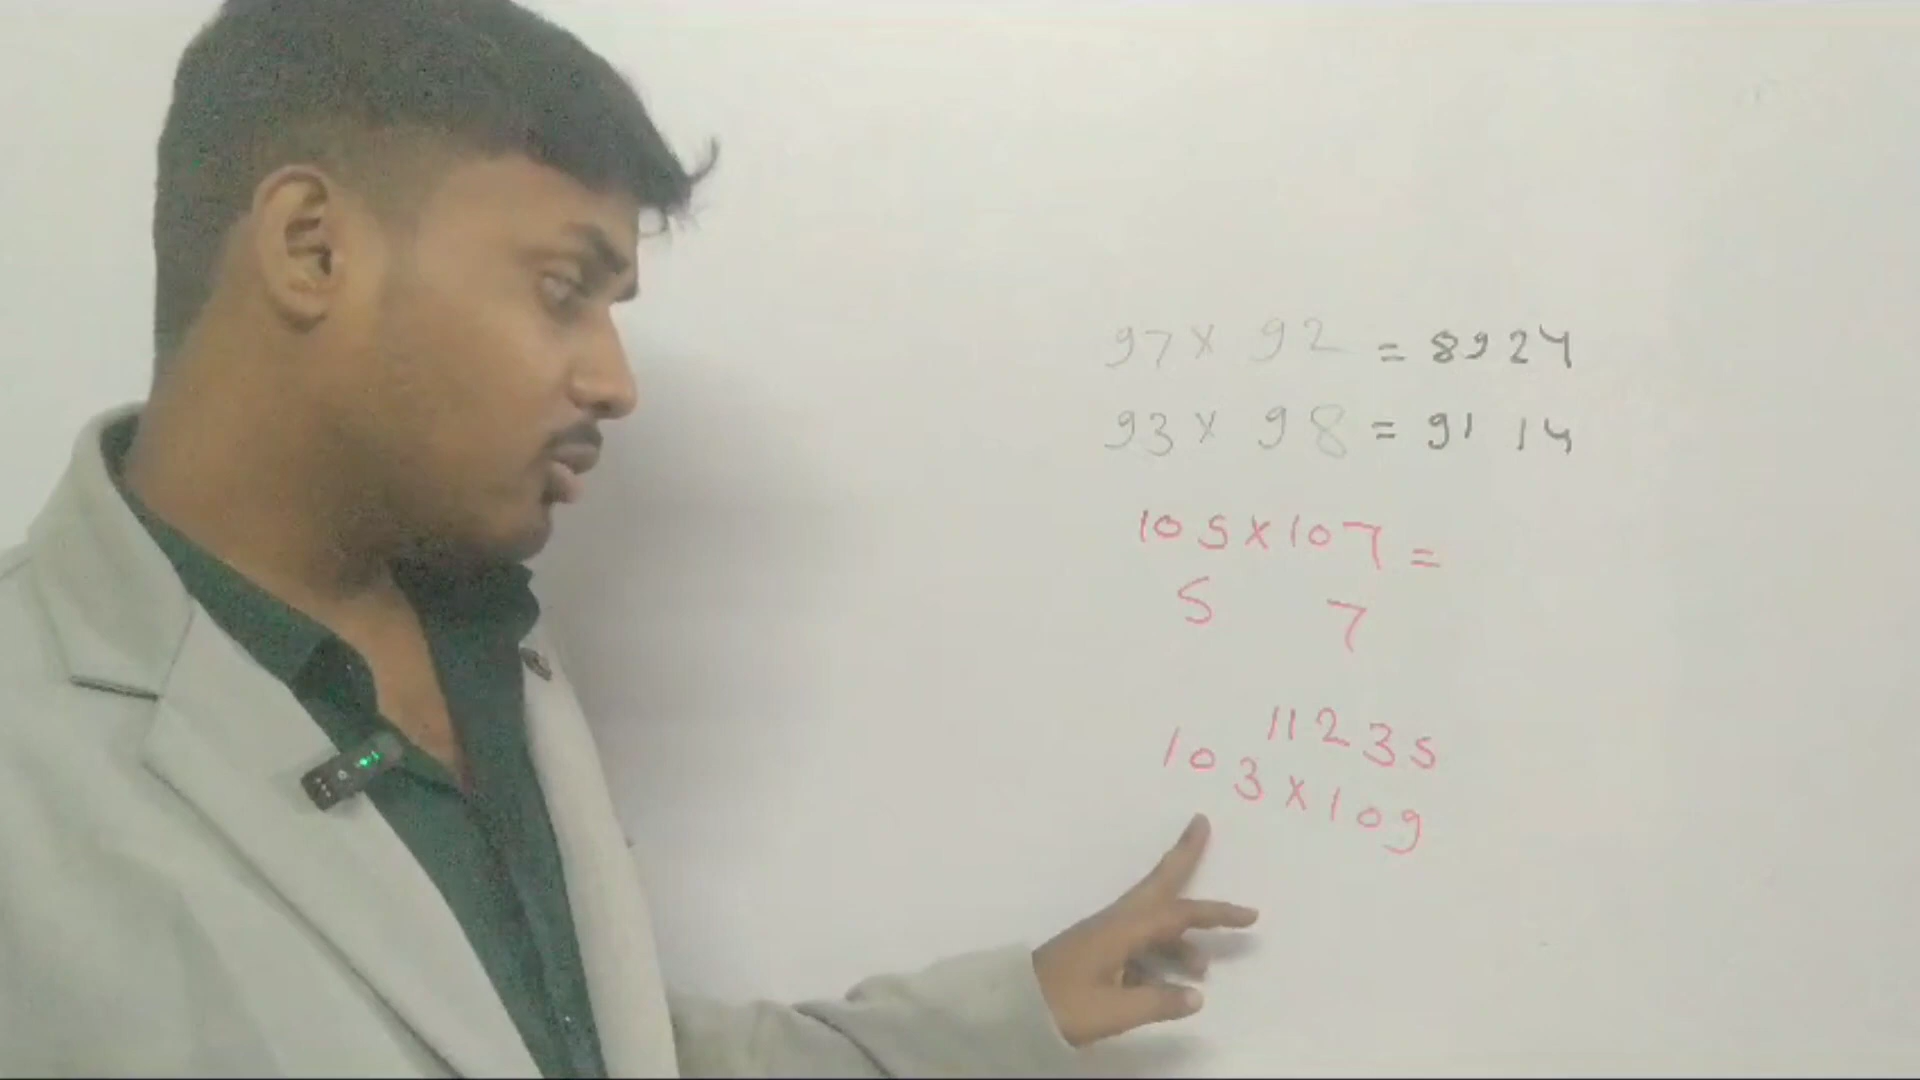 97 x 92 = 8924
93 x 98 = 91 14
105 x 107 =
5 7
11235
103 x 109